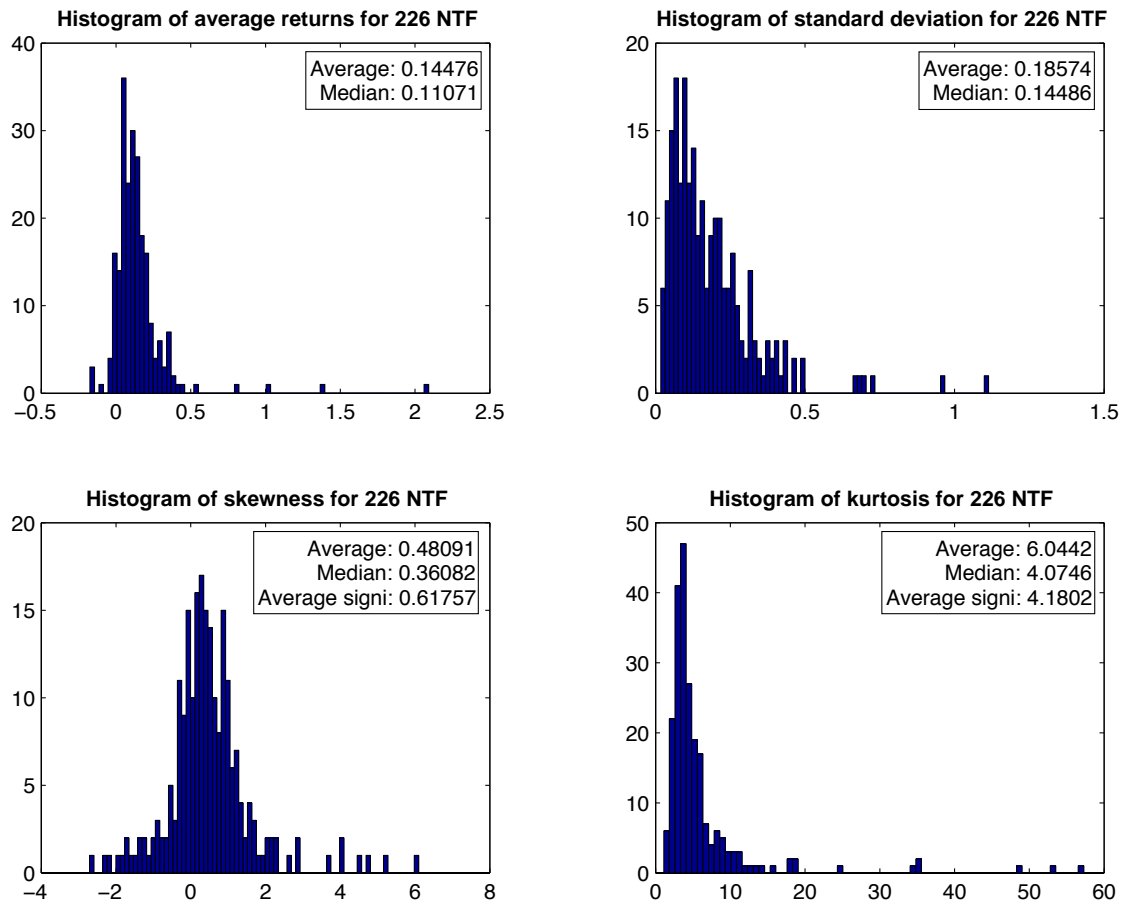 Histogram of average returns for 226 NTF
40
30
20
10
0
−0.5 0 0.5 1 1.5 2 2.5
Average: 0.14476
Median: 0.11071
Histogram of standard deviation for 226 NTF
20
15
10
5
0
0 0.5 1 1.5
Average: 0.18574
Median: 0.14486
Histogram of skewness for 226 NTF
20
15
10
5
0
−4 −2 0 2 4 6 8
Average: 0.48091
Median: 0.36082
Average signi: 0.61757
Histogram of kurtosis for 226 NTF
50
40
30
20
10
0
0 10 20 30 40 50 60
Average: 6.0442
Median: 4.0746
Average signi: 4.1802